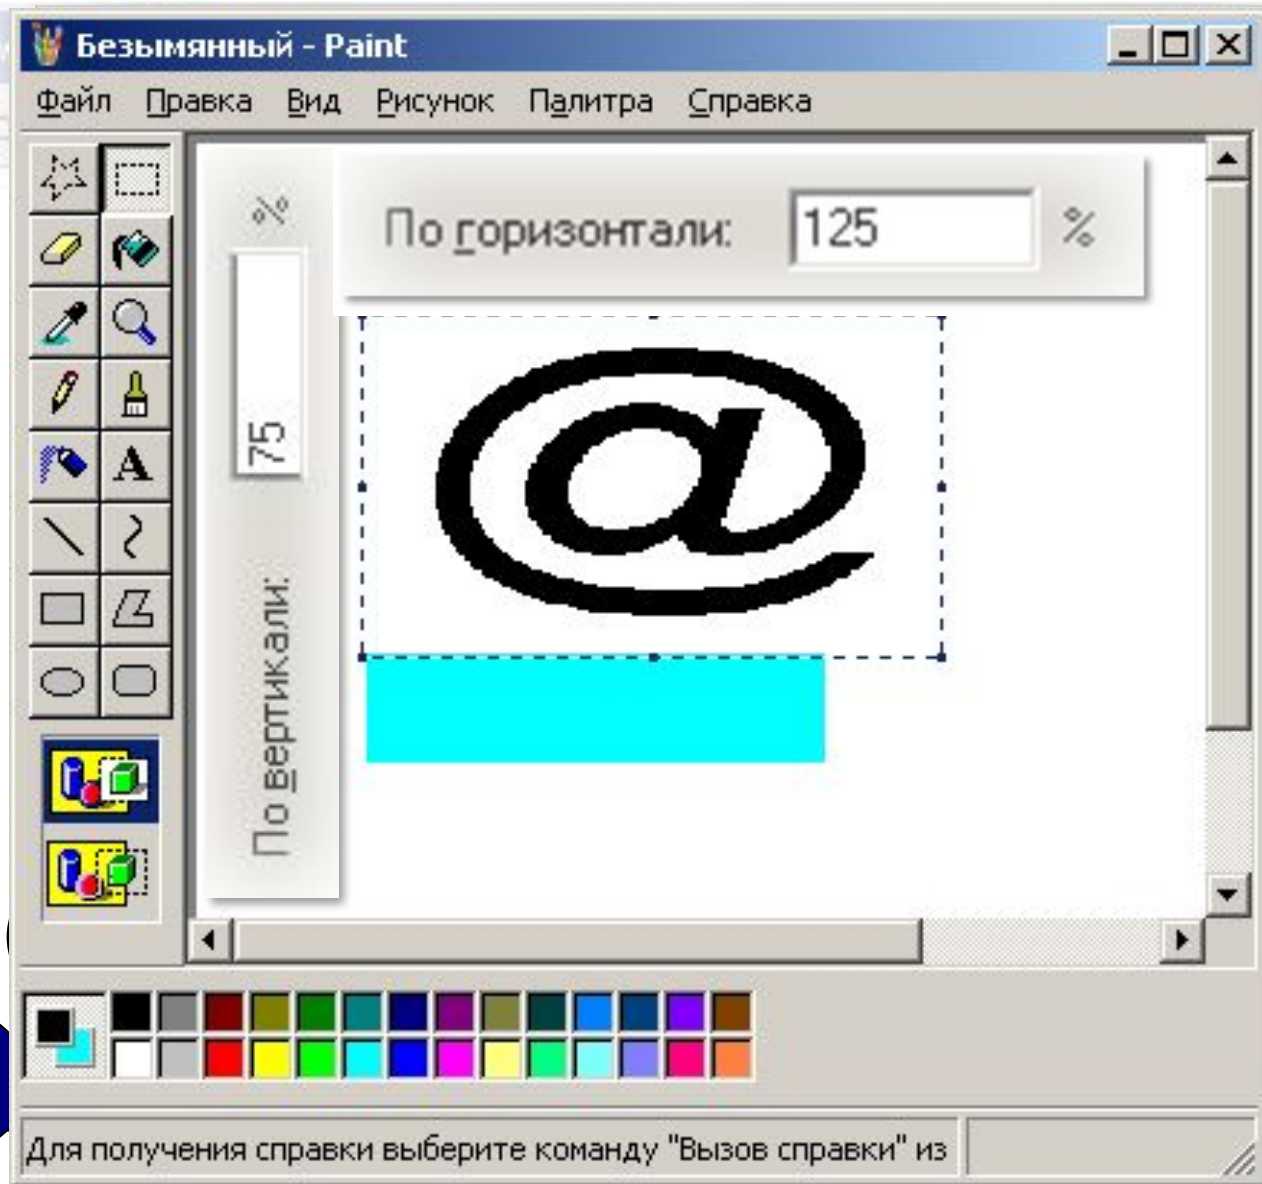 Безымянный - Paint
Файл Правка Вид Рисунок Палитра Справка
По горизонтали: 125 %
По вертикали: 75 %
@
A
Для получения справки выберите команду "Вызов справки" из